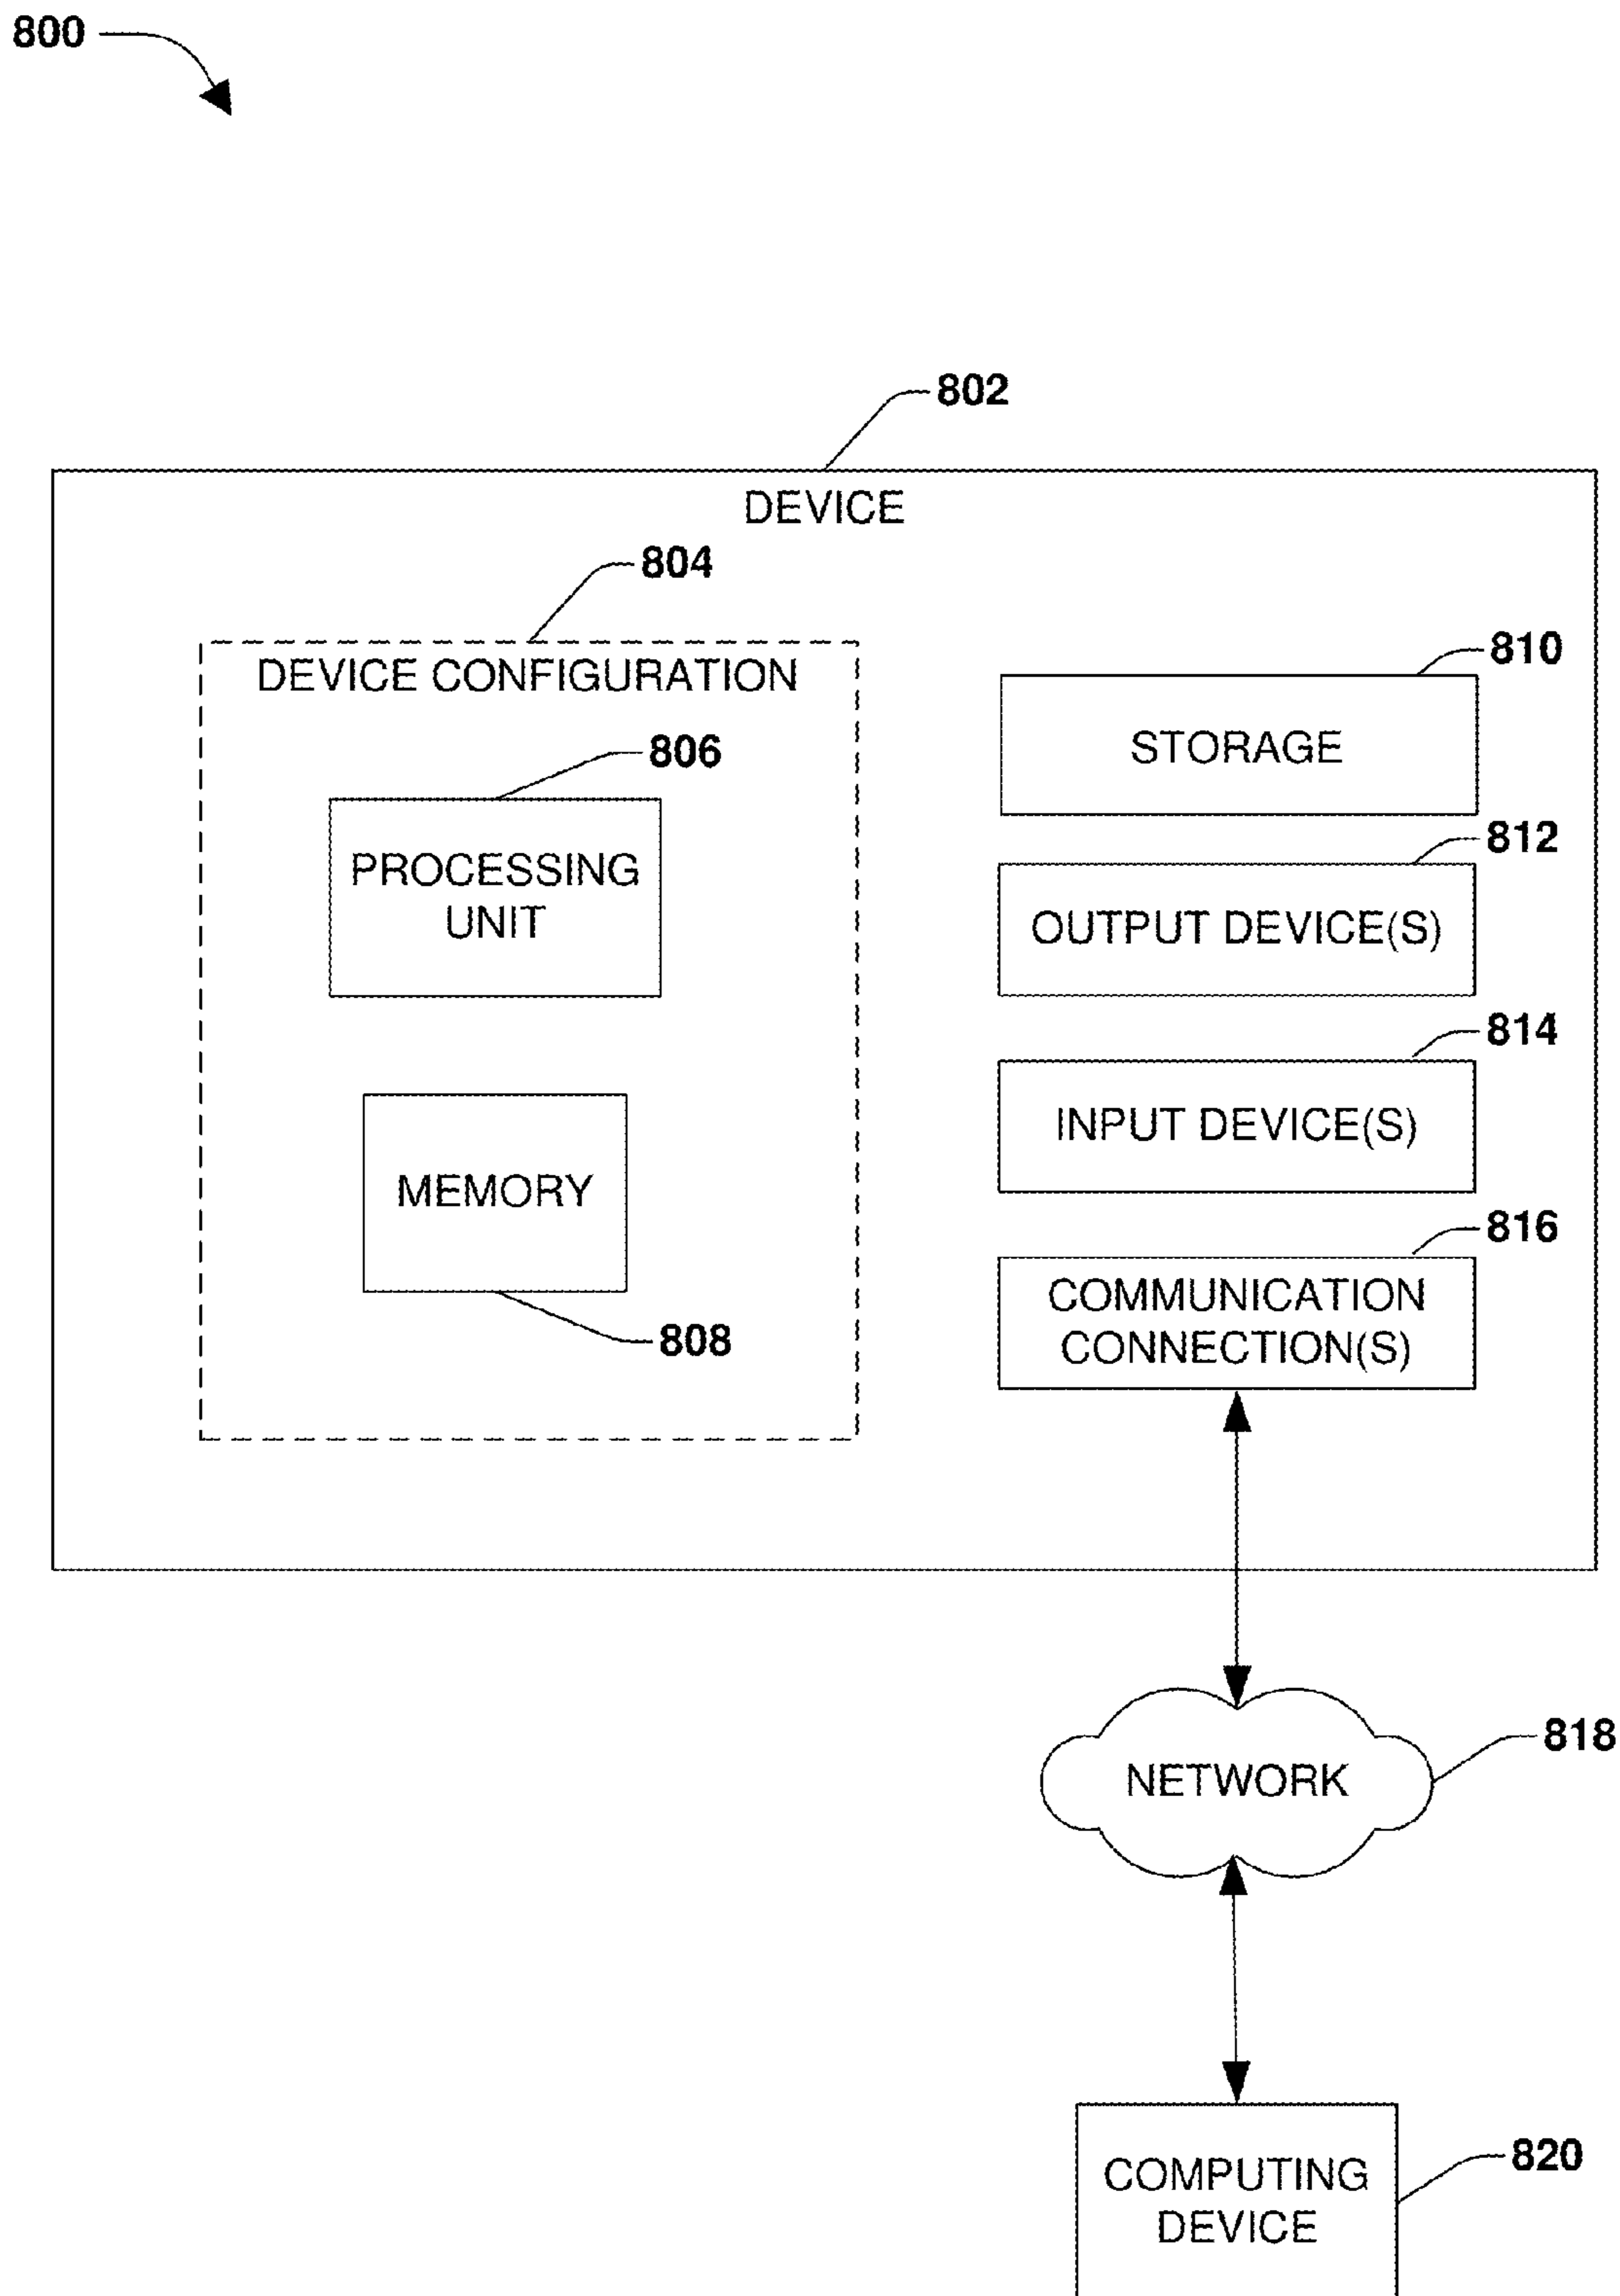 800
802
DEVICE
804
DEVICE CONFIGURATION
806
PROCESSING
UNIT
MEMORY
808
810
STORAGE
812
OUTPUT DEVICE(S)
814
INPUT DEVICE(S)
816
COMMUNICATION
CONNECTION(S)
818
NETWORK
820
COMPUTING
DEVICE